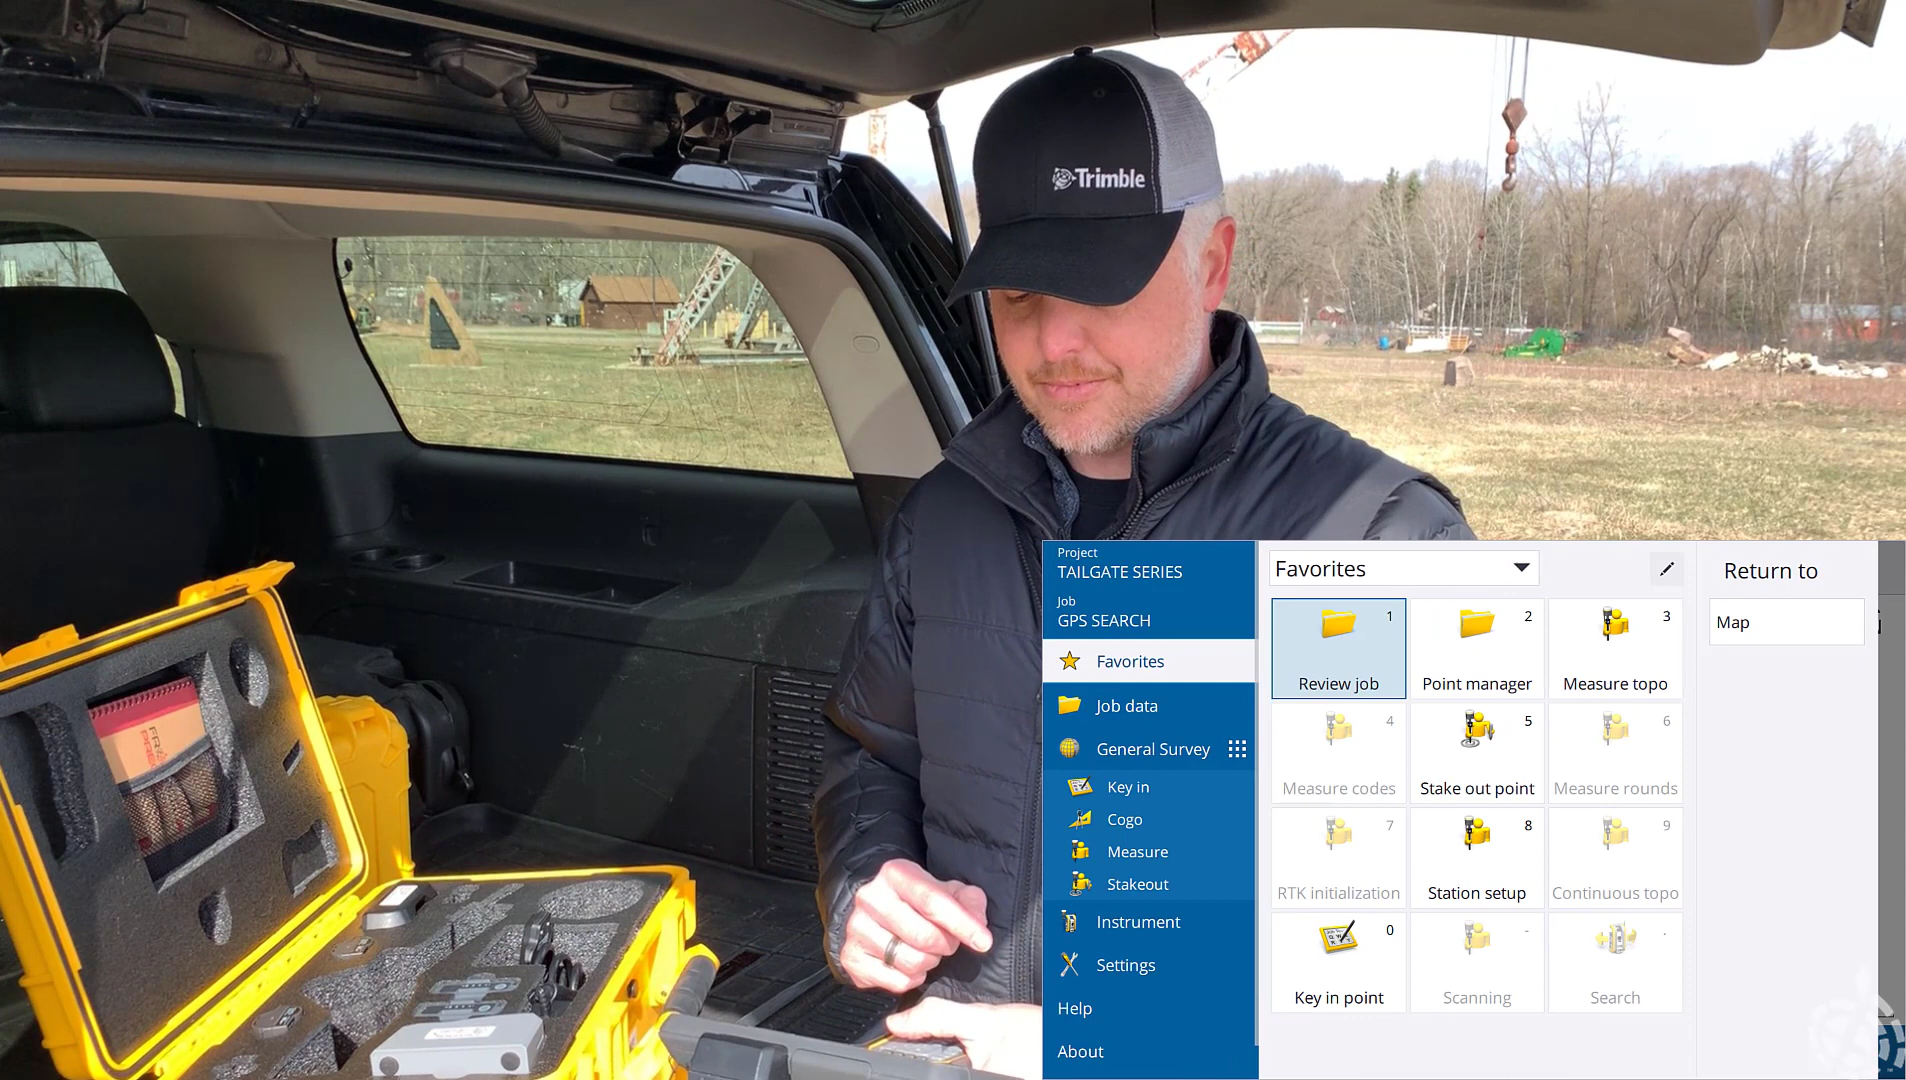 Trimble
Project
TAILGATE SERIES
Job
GPS SEARCH
Favorites
Job data
General Survey
Key in
Cogo
Measure
Stakeout
Instrument
Settings
Help
About
Favorites
1
Review job
2
Point manager
3
Measure topo
4
Measure codes
5
Stake out point
6
Measure rounds
7
RTK initialization
8
Station setup
9
Continuous topo
0
Key in point
-
Scanning
.
Search
Return to
Map